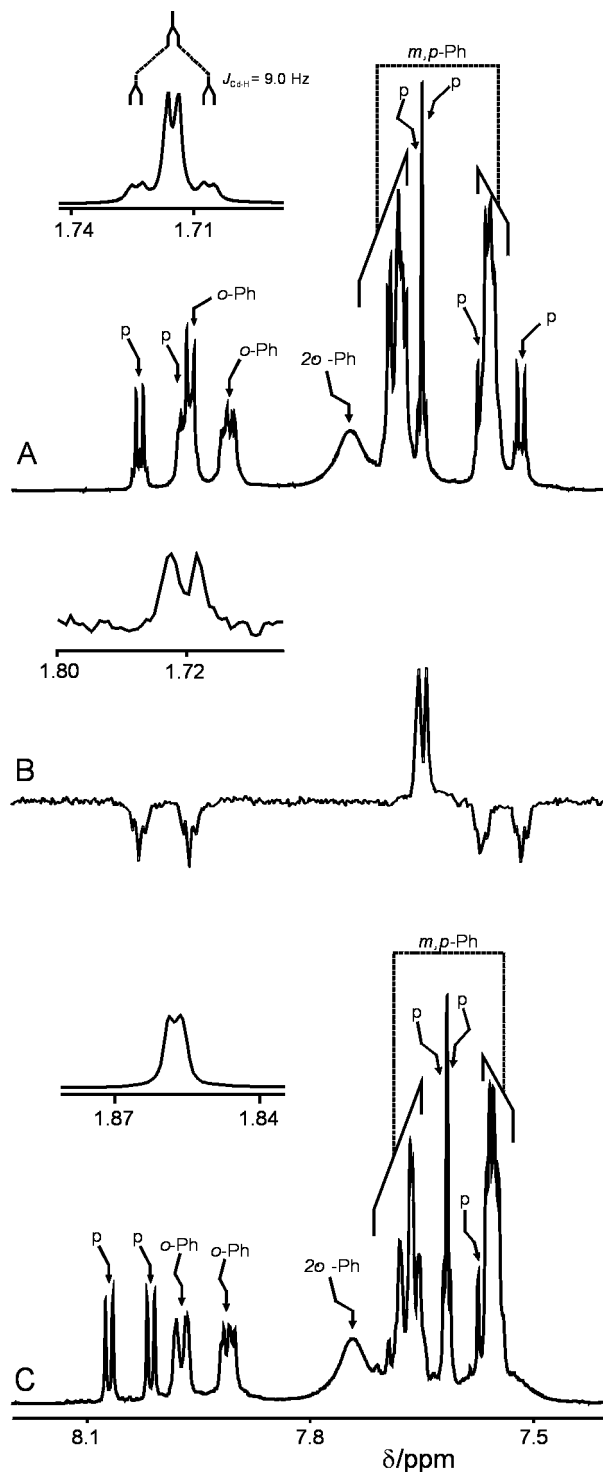 J Cd-H = 9.0 Hz
1.74 1.71
m,p-Ph
p p
p p o-Ph o-Ph 2o -Ph p p
A
1.80 1.72
B
m,p-Ph
p p
1.87 1.84
p p o-Ph o-Ph 2o -Ph p
C
8.1 7.8 7.5
δ/ppm